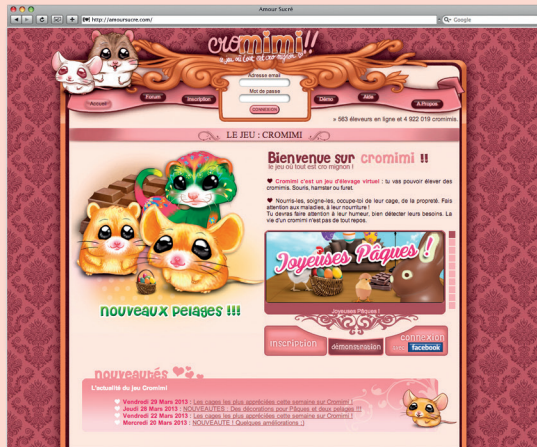 Amour Sucré
http://amoursucre.com/
Google
cromimi!!
le jeu où tout est cro mignon !
Adresse email
Mot de passe
CONNEXION
Accueil
Forum
Inscription
Démo
Aide
A Propos
» 563 éleveurs en ligne et 4 922 019 cromimis.
LE JEU : CROMIMI
Bienvenue sur cromimi !!
le jeu où tout est cro mignon !
Cromimi c'est un jeu d'élevage virtuel : tu vas pouvoir élever des
cromimis. Souris, hamster ou furet.
Nourris-les, soigne-les, occupe-toi de leur cage, de la propreté. Fais
attention aux maladies, à leur nourriture !
Tu devras faire attention à leur humeur, bien détecter leurs besoins. La
vie d'un cromimi n'est pas de tout repos.
Joyeuses Pâques !
Joyeuses Pâques !
nouveaux pelages !!!
inscription
démonstration
connexion
facebook
nouveautés
L'actualité du jeu Cromimi
Vendredi 29 Mars 2013 : Les cages les plus appréciées cette semaine sur Cromimi !
Jeudi 28 Mars 2013 : NOUVEAUTES : Des décorations pour Pâques et deux pelages !!!
Vendredi 22 Mars 2013 : Les cages les plus appréciées cette semaine sur Cromimi !
Mercredi 20 Mars 2013 : NOUVEAUTE ! Quelques améliorations ;)